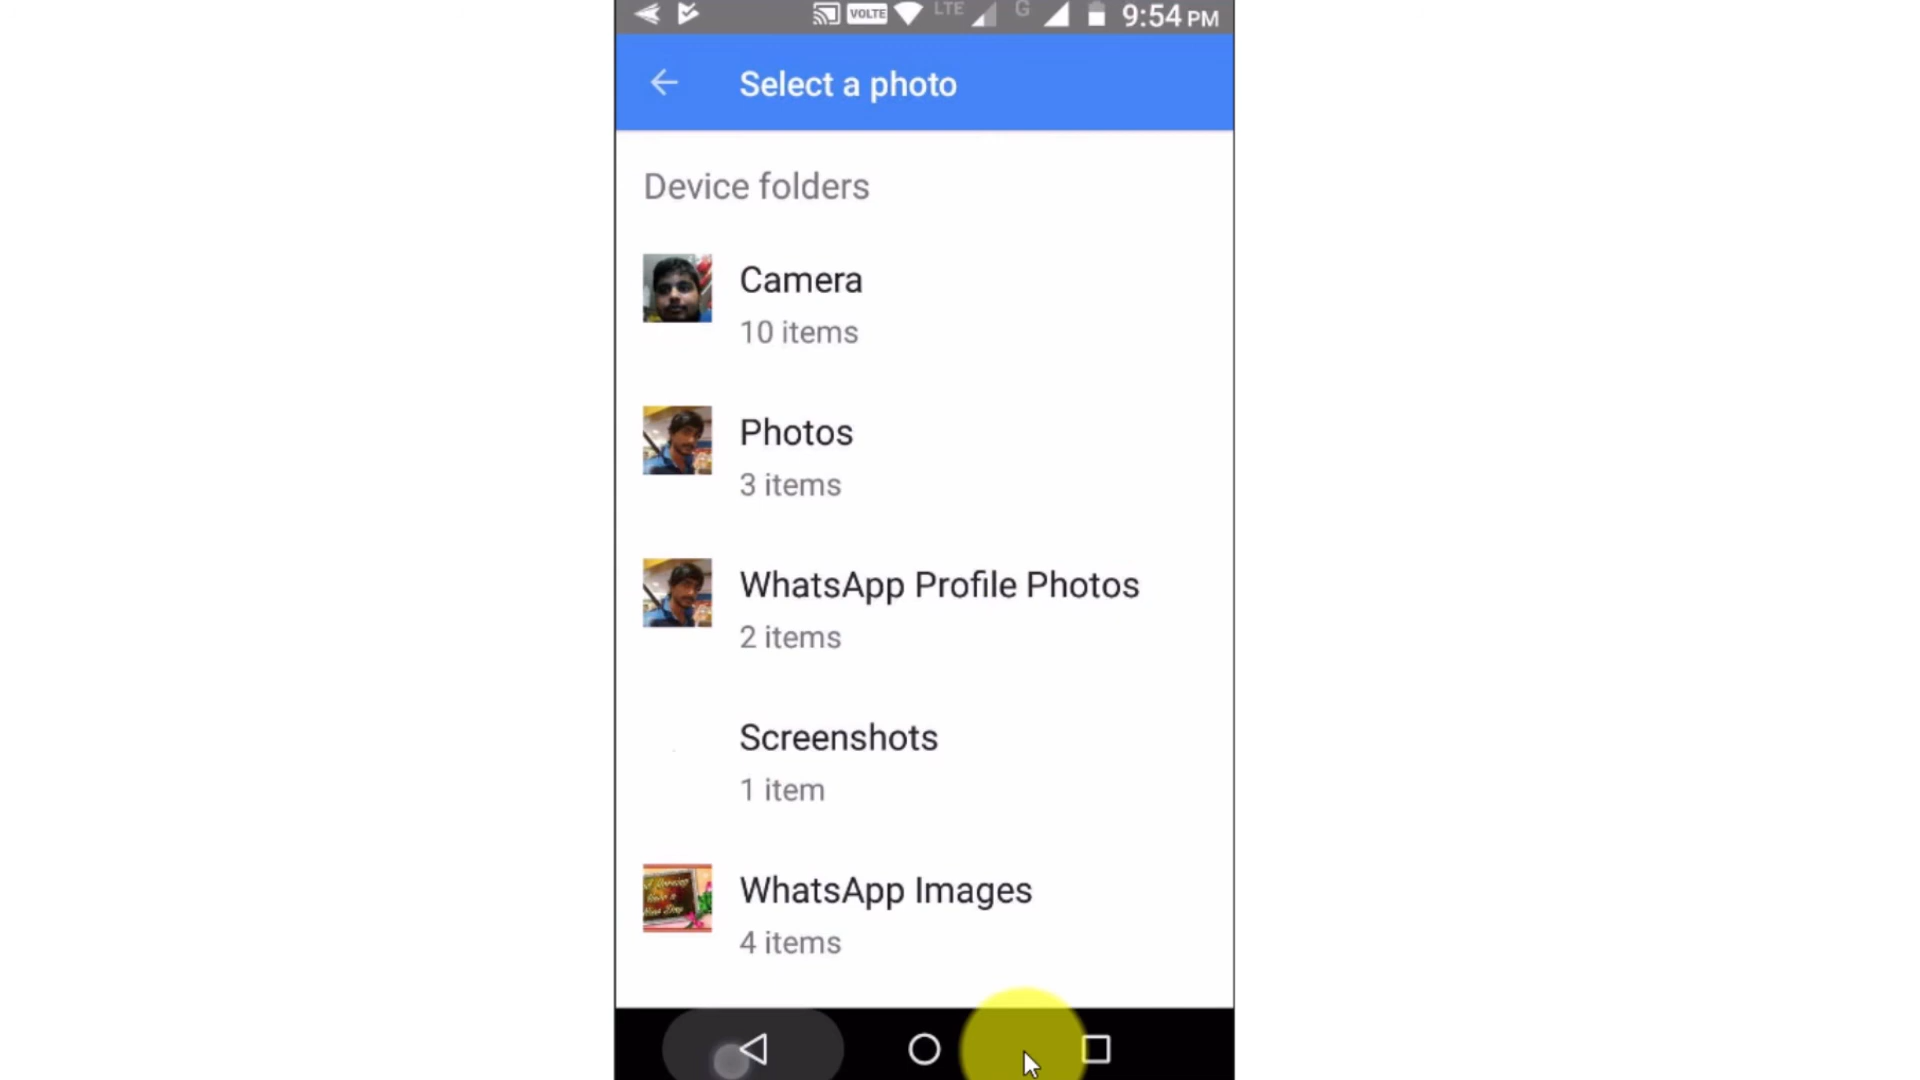 VOLTE LTE G 9:54 PM
Select a photo
Device folders
Camera
10 items
Photos
3 items
WhatsApp Profile Photos
2 items
Screenshots
1 item
WhatsApp Images
4 items